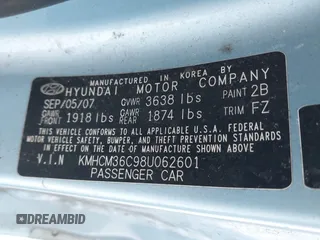 MANUFACTURED IN KOREA BY
HYUNDAI MOTOR COMPANY
SEP/05/07 GVWR 3638 lbs PAINT 2B
GAWR FRONT 1918 lbs GAWR REAR 1874 lbs TRIM FZ
THIS VEHICLE CONFORMS TO ALL APPLICABLE FEDERAL
MOTOR VEHICLE SAFETY, BUMPER, AND THEFT PREVENTION
STANDARDS IN EFFECT ON THE DATE OF MANUFACTURE
SHOWN ABOVE.
V.I.N KMHCM36C98U062601
PASSENGER CAR
DREAMBID